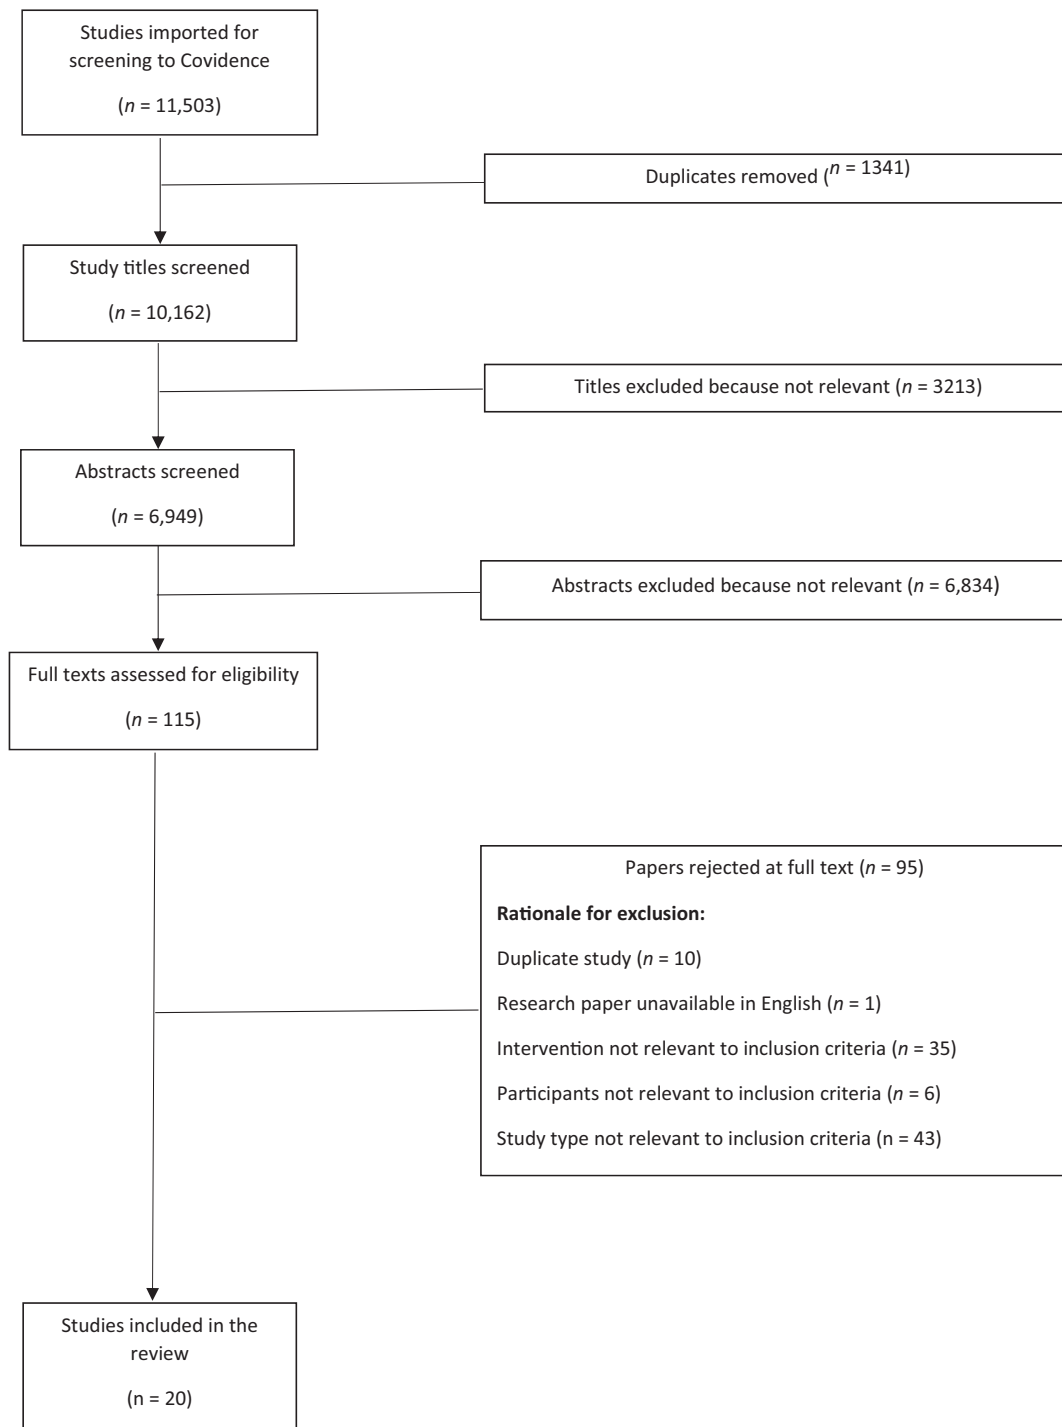 Studies imported for
screening to Covidence
(n = 11,503)
Duplicates removed (n = 1341)
Study titles screened
(n = 10,162)
Titles excluded because not relevant (n = 3213)
Abstracts screened
(n = 6,949)
Abstracts excluded because not relevant (n = 6,834)
Full texts assessed for eligibility
(n = 115)
Papers rejected at full text (n = 95)
Rationale for exclusion:
Duplicate study (n = 10)
Research paper unavailable in English (n = 1)
Intervention not relevant to inclusion criteria (n = 35)
Participants not relevant to inclusion criteria (n = 6)
Study type not relevant to inclusion criteria (n = 43)
Studies included in the
review
(n = 20)